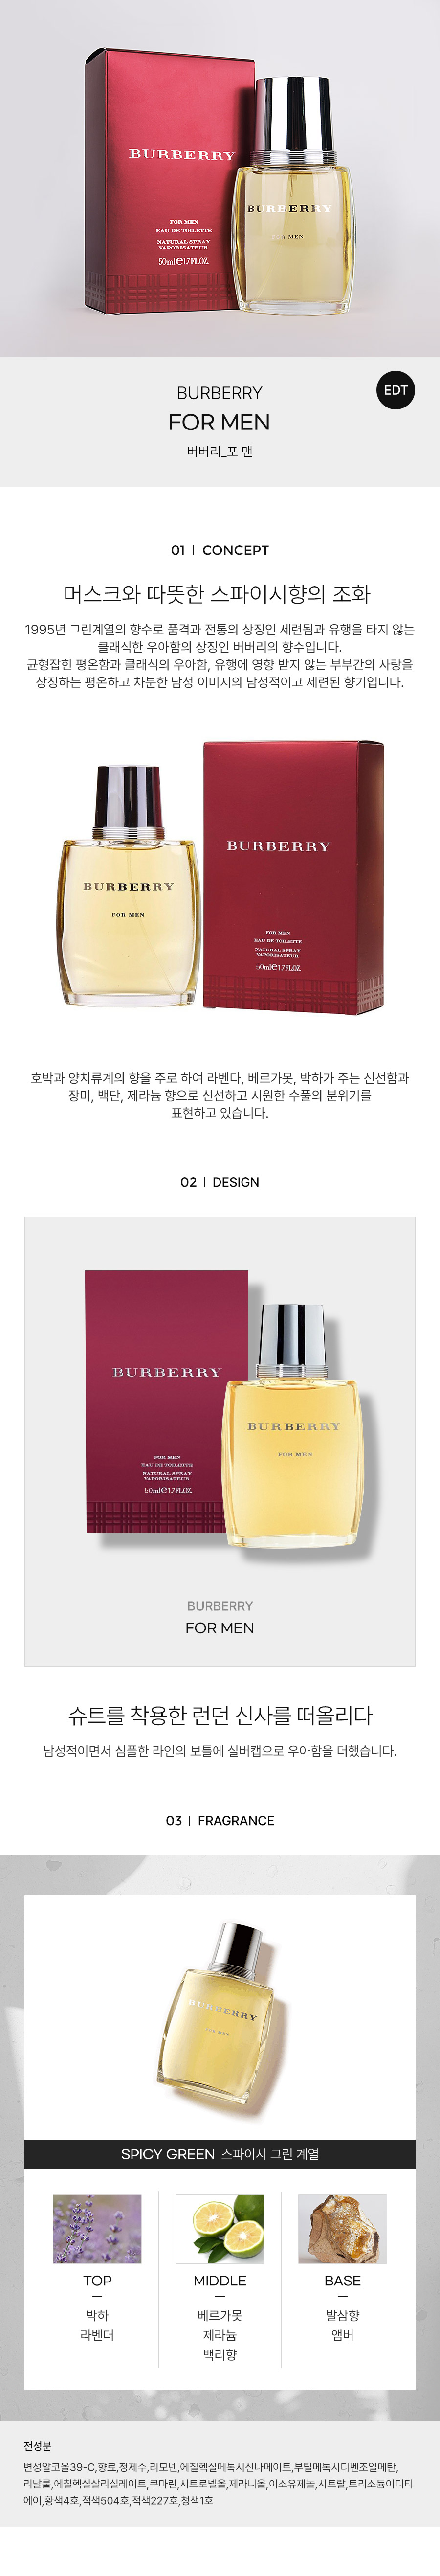 BURBERRY
FOR MEN
EAU DE TOILETTE
NATURAL SPRAY
VAPORISATEUR
50ml℮1.7FL.OZ.
BURBERRY
FOR MEN
EDT
BURBERRY
FOR MEN
버버리_포 맨
01 | CONCEPT
머스크와 따뜻한 스파이시향의 조화
1995년 그린계열의 향수로 품격과 전통의 상징인 세련됨과 유행을 타지 않는
클래식한 우아함의 상징인 버버리의 향수입니다.
균형잡힌 평온함과 클래식의 우아함, 유행에 영향 받지 않는 부부간의 사랑을
상징하는 평온하고 차분한 남성 이미지의 남성적이고 세련된 향기입니다.
BURBERRY
FOR MEN
BURBERRY
FOR MEN
EAU DE TOILETTE
NATURAL SPRAY
VAPORISATEUR
50ml℮1.7FL.OZ.
호박과 양치류계의 향을 주로 하여 라벤다, 베르가못, 박하가 주는 신선함과
장미, 백단, 제라늄 향으로 신선하고 시원한 수풀의 분위기를
표현하고 있습니다.
02 | DESIGN
BURBERRY
FOR MEN
EAU DE TOILETTE
NATURAL SPRAY
VAPORISATEUR
50ml℮1.7FL.OZ.
BURBERRY
FOR MEN
BURBERRY
FOR MEN
슈트를 착용한 런던 신사를 떠올리다
남성적이면서 심플한 라인의 보틀에 실버캡으로 우아함을 더했습니다.
03 | FRAGRANCE
BURBERRY
FOR MEN
SPICY GREEN 스파이시 그린 계열
TOP
박하
라벤더
MIDDLE
베르가못
제라늄
백리향
BASE
발삼향
앰버
전성분
변성알코올39-C,향료,정제수,리모넨,에칠헥실메톡시신나메이트,부틸메톡시디벤조일메탄,
리날룰,에칠헥실살리실레이트,쿠마린,시트로넬올,제라니올,이소유제놀,시트랄,트리소듐이디티
에이,황색4호,적색504호,적색227호,청색1호